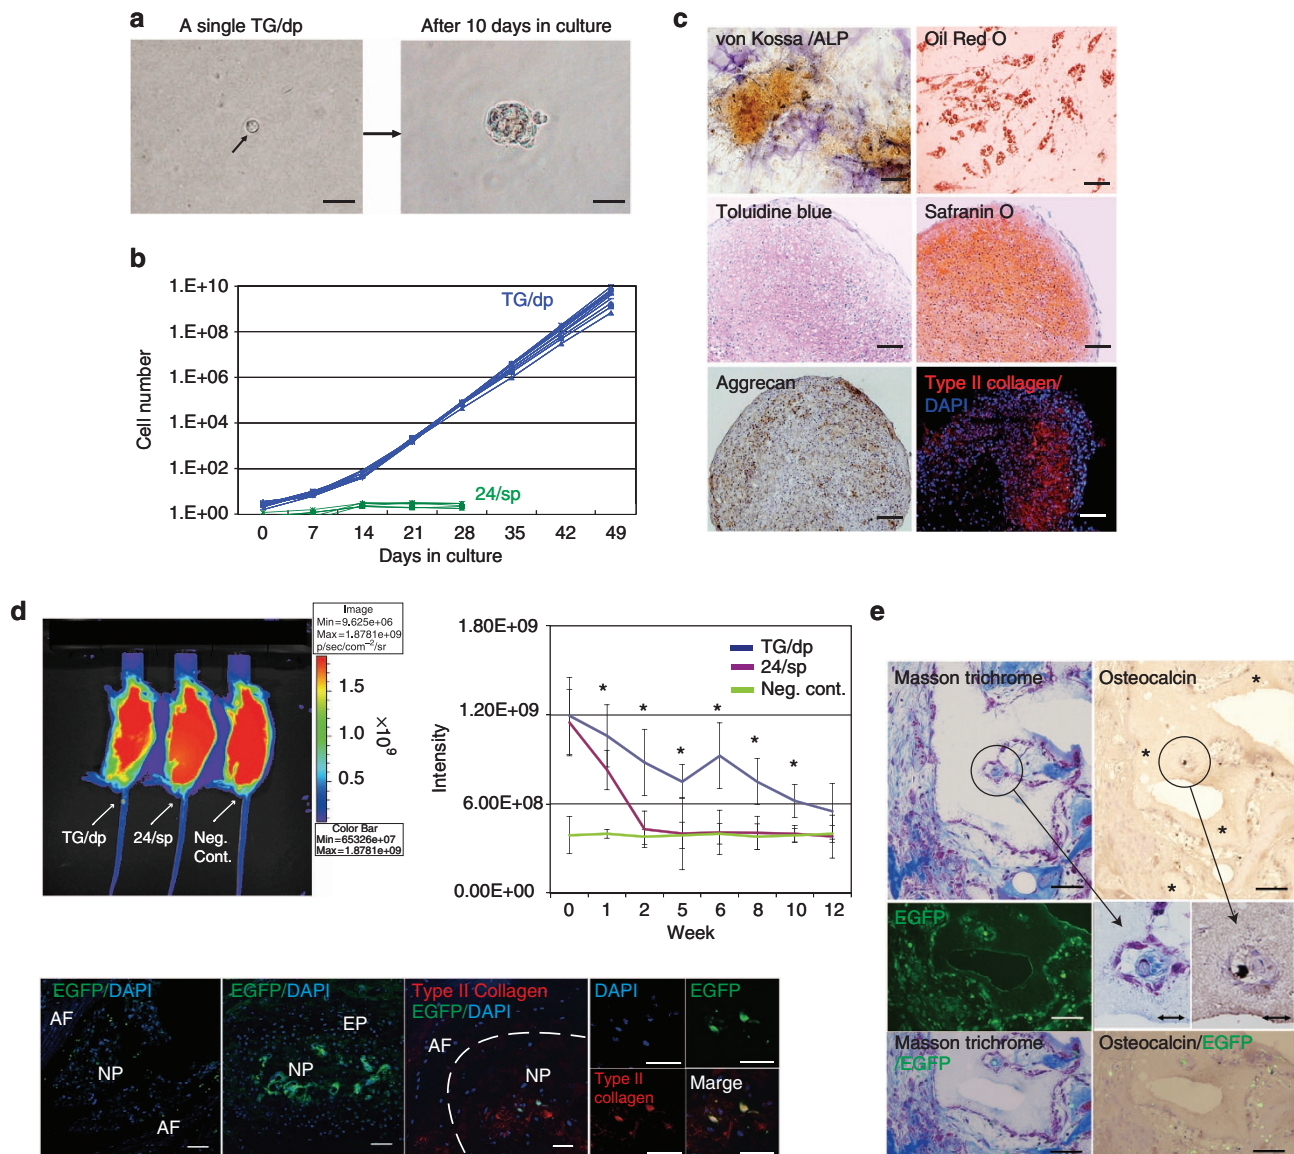 a
A single TG/dp
After 10 days in culture
b
1.E+10
1.E+08
1.E+06
1.E+04
1.E+02
1.E+00
Cell number
TG/dp
24/sp
0 7 14 21 28 35 42 49
Days in culture
c
von Kossa /ALP
Oil Red O
Toluidine blue
Safranin O
Aggrecan
Type II collagen/
DAPI
d
Image
Min=9.625e+06
Max=1.8781e+09
p/sec/com⁻²/sr
1.5
1.0
0.5
×10⁹
Color Bar
Min=65326e+07
Max=1.8781e+09
TG/dp
24/sp
Neg.
Cont.
1.80E+09
1.20E+09
6.00E+08
0.00E+00
Intensity
TG/dp
24/sp
Neg. cont.
* * * * * *
0 1 2 5 6 8 10 12
Week
EGFP/DAPI
AF
NP
AF
EGFP/DAPI
EP
NP
Type II Collagen
EGFP/DAPI
AF
NP
DAPI
EGFP
Type II
collagen
Marge
e
Masson trichrome
Osteocalcin
* * * *
EGFP
Masson trichrome
/EGFP
Osteocalcin/EGFP